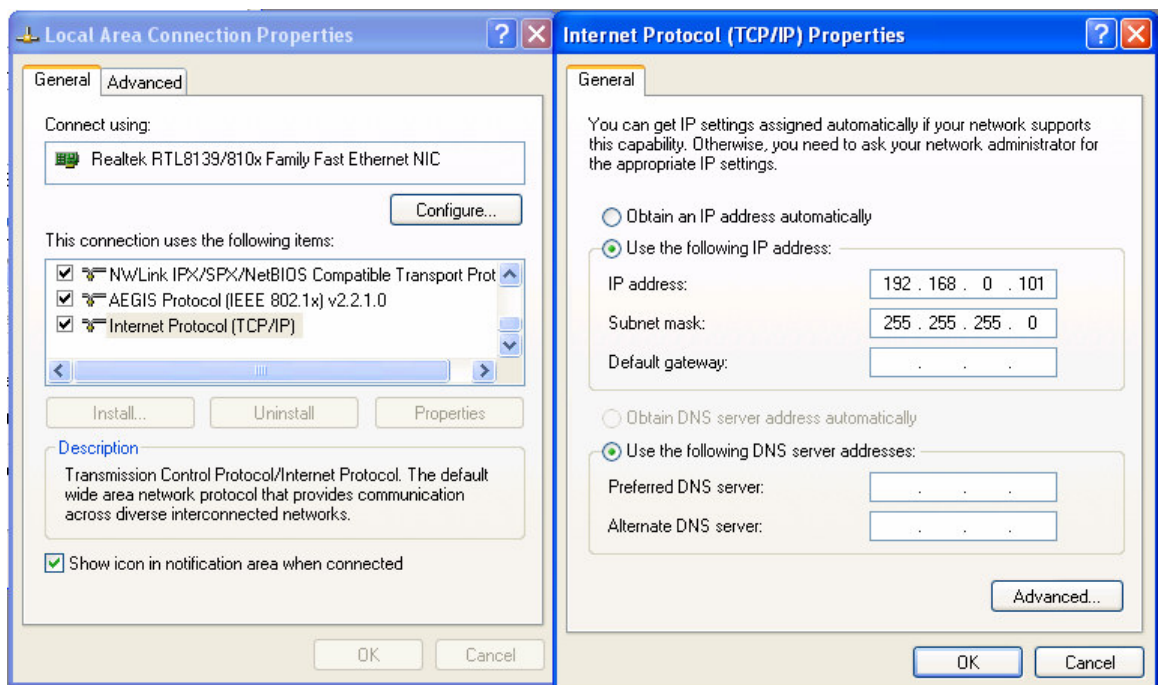 Local Area Connection Properties
General
Advanced
Connect using:
Realtek RTL8139/810x Family Fast Ethernet NIC
Configure...
This connection uses the following items:
NWLink IPX/SPX/NetBIOS Compatible Transport Prot
AEGIS Protocol (IEEE 802.1x) v2.2.1.0
Internet Protocol (TCP/IP)
Install...
Uninstall
Properties
Description
Transmission Control Protocol/Internet Protocol. The default
wide area network protocol that provides communication
across diverse interconnected networks.
Show icon in notification area when connected
OK
Cancel
Internet Protocol (TCP/IP) Properties
General
You can get IP settings assigned automatically if your network supports
this capability. Otherwise, you need to ask your network administrator for
the appropriate IP settings.
Obtain an IP address automatically
Use the following IP address:
IP address: 192 . 168 . 0 . 101
Subnet mask: 255 . 255 . 255 . 0
Default gateway: . . .
Obtain DNS server address automatically
Use the following DNS server addresses:
Preferred DNS server: . . .
Alternate DNS server: . . .
Advanced...
OK
Cancel